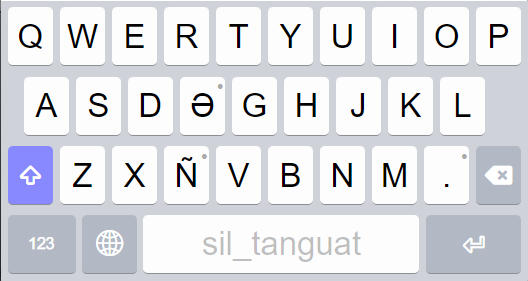 Q W E R T Y U I O P
A S D Ə G H J K L
Z X Ñ V B N M .
123 sil_tanguat